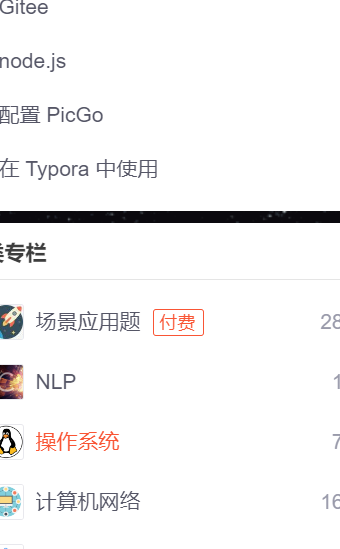 Gitee
node.js
配置 PicGo
在 Typora 中使用
类专栏
场景应用题 付费 28
NLP 1
操作系统 7
计算机网络 16